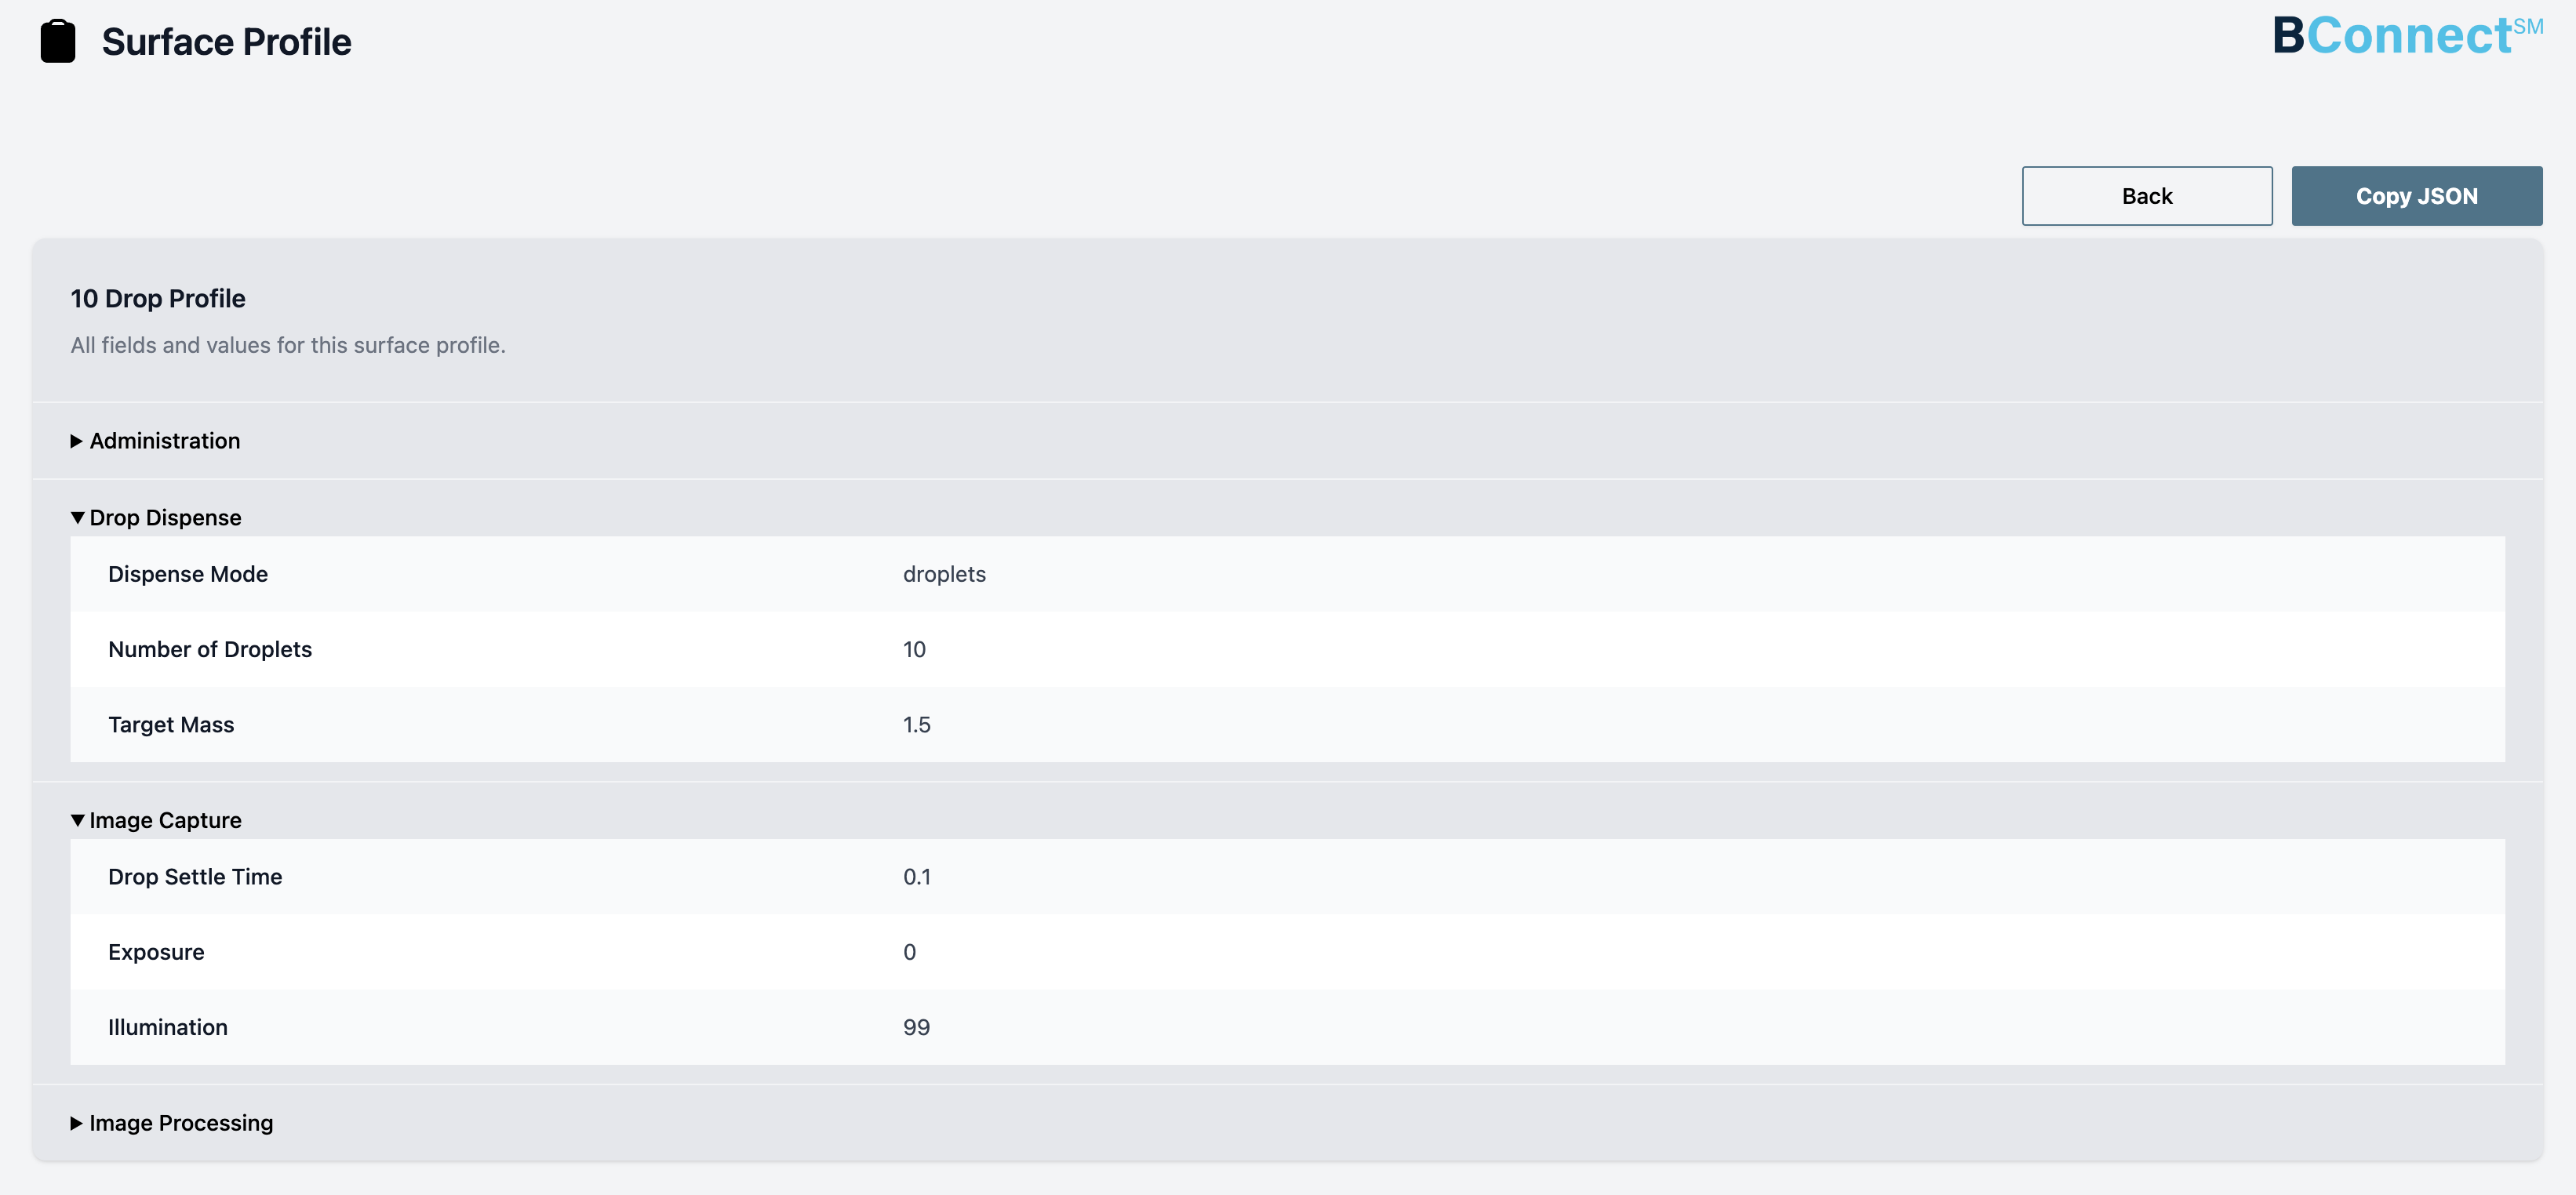 Surface Profile
BConnect℠
Back
Copy JSON
10 Drop Profile
All fields and values for this surface profile.
Administration
Drop Dispense
Dispense Mode droplets
Number of Droplets 10
Target Mass 1.5
Image Capture
Drop Settle Time 0.1
Exposure 0
Illumination 99
Image Processing